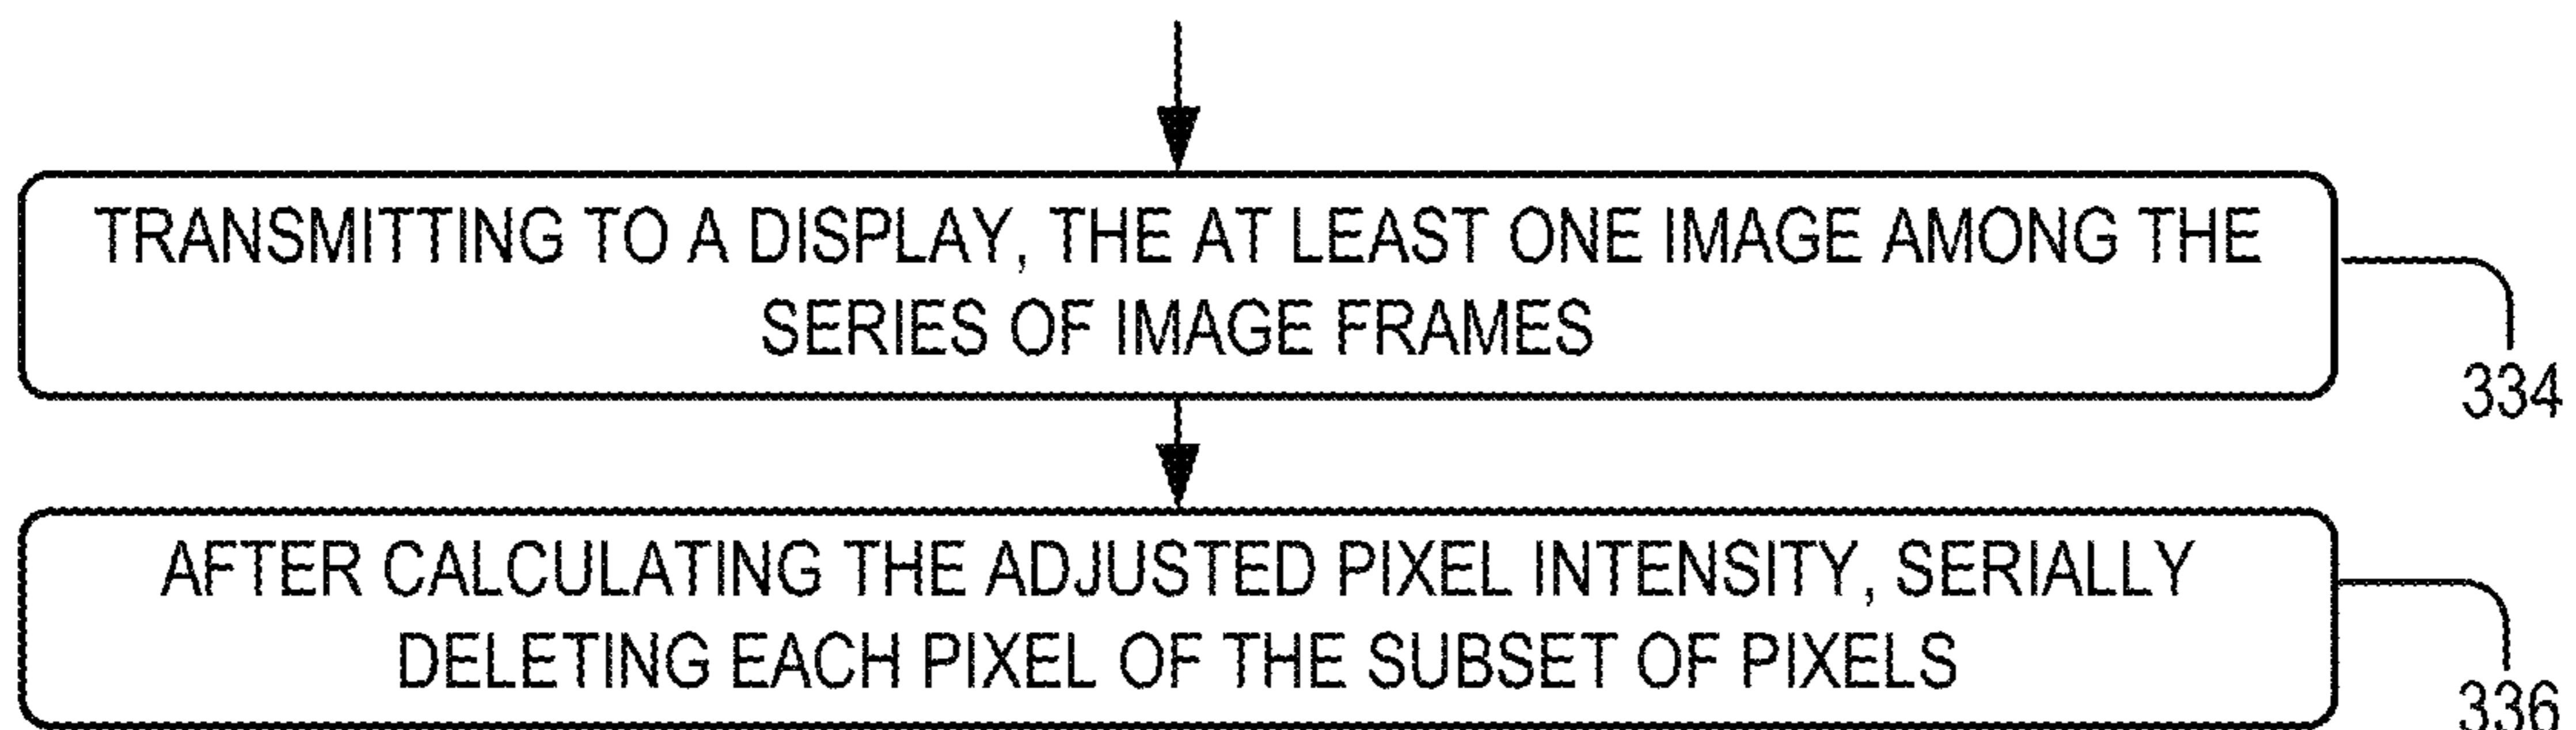 TRANSMITTING TO A DISPLAY, THE AT LEAST ONE IMAGE AMONG THE
SERIES OF IMAGE FRAMES
334
AFTER CALCULATING THE ADJUSTED PIXEL INTENSITY, SERIALLY
DELETING EACH PIXEL OF THE SUBSET OF PIXELS
336